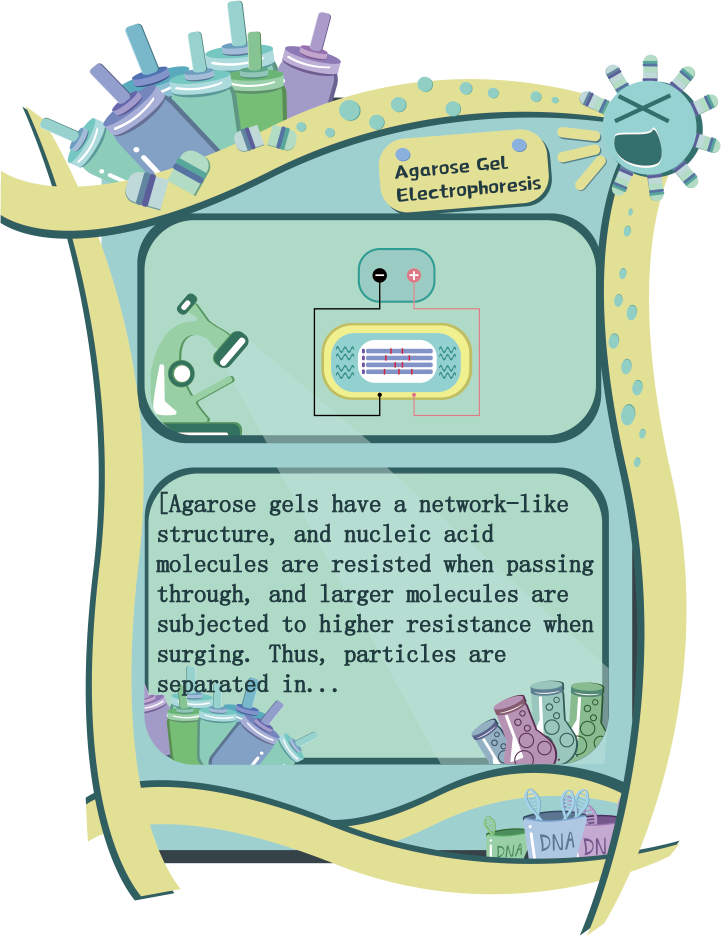 Agarose Gel
Electrophoresis
[Agarose gels have a network-like
structure, and nucleic acid
molecules are resisted when passing
through, and larger molecules are
subjected to higher resistance when
surging. Thus, particles are
separated in...
DNA
DNA
DN